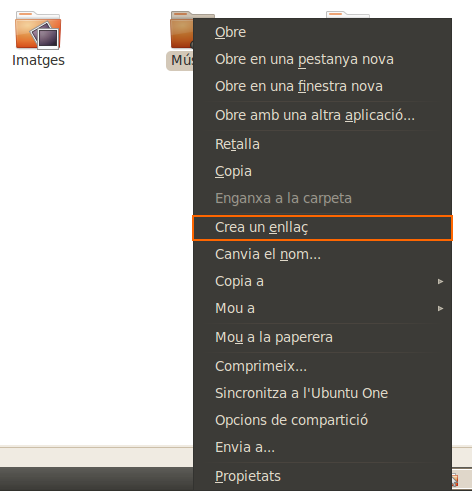 Imatges
Mús
Obre
Obre en una pestanya nova
Obre en una finestra nova
Obre amb una altra aplicació...
Retalla
Copia
Enganxa a la carpeta
Crea un enllaç
Canvia el nom...
Copia a
Mou a
Mou a la paperera
Comprimeix...
Sincronitza a l'Ubuntu One
Opcions de compartició
Envia a...
Propietats